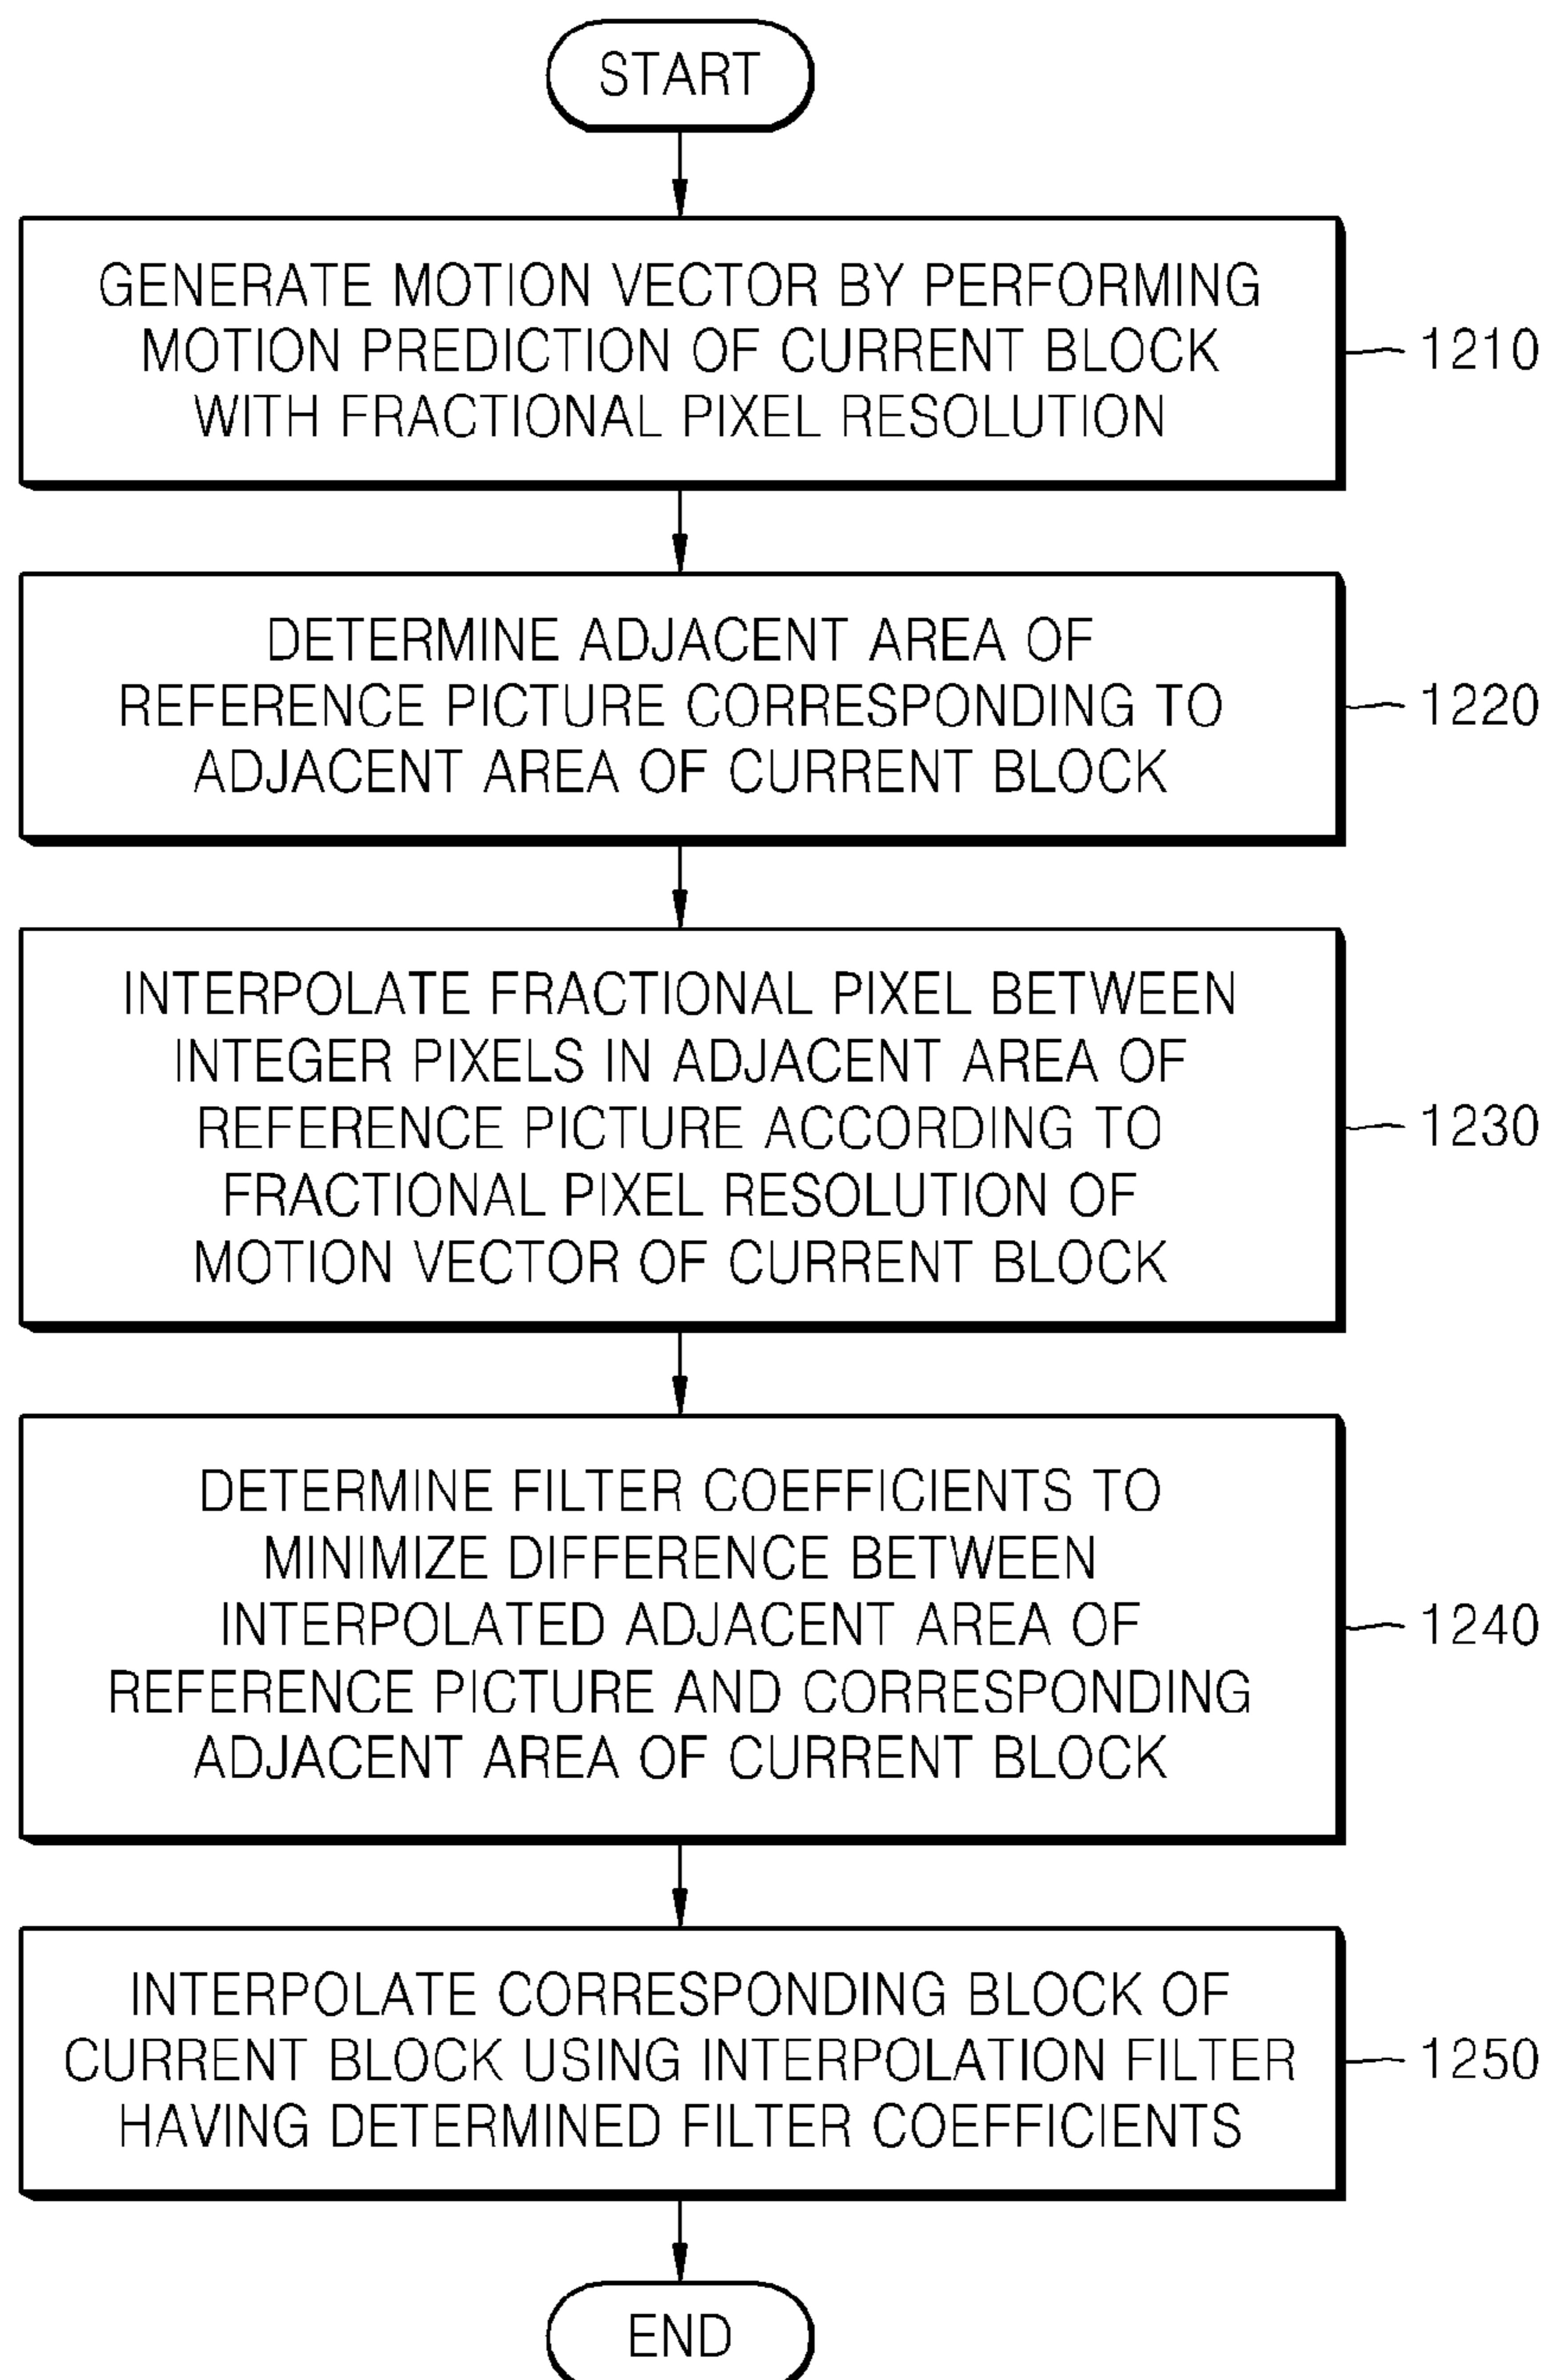 START
GENERATE MOTION VECTOR BY PERFORMING
MOTION PREDICTION OF CURRENT BLOCK
WITH FRACTIONAL PIXEL RESOLUTION
1210
DETERMINE ADJACENT AREA OF
REFERENCE PICTURE CORRESPONDING TO
ADJACENT AREA OF CURRENT BLOCK
1220
INTERPOLATE FRACTIONAL PIXEL BETWEEN
INTEGER PIXELS IN ADJACENT AREA OF
REFERENCE PICTURE ACCORDING TO
FRACTIONAL PIXEL RESOLUTION OF
MOTION VECTOR OF CURRENT BLOCK
1230
DETERMINE FILTER COEFFICIENTS TO
MINIMIZE DIFFERENCE BETWEEN
INTERPOLATED ADJACENT AREA OF
REFERENCE PICTURE AND CORRESPONDING
ADJACENT AREA OF CURRENT BLOCK
1240
INTERPOLATE CORRESPONDING BLOCK OF
CURRENT BLOCK USING INTERPOLATION FILTER
HAVING DETERMINED FILTER COEFFICIENTS
1250
END